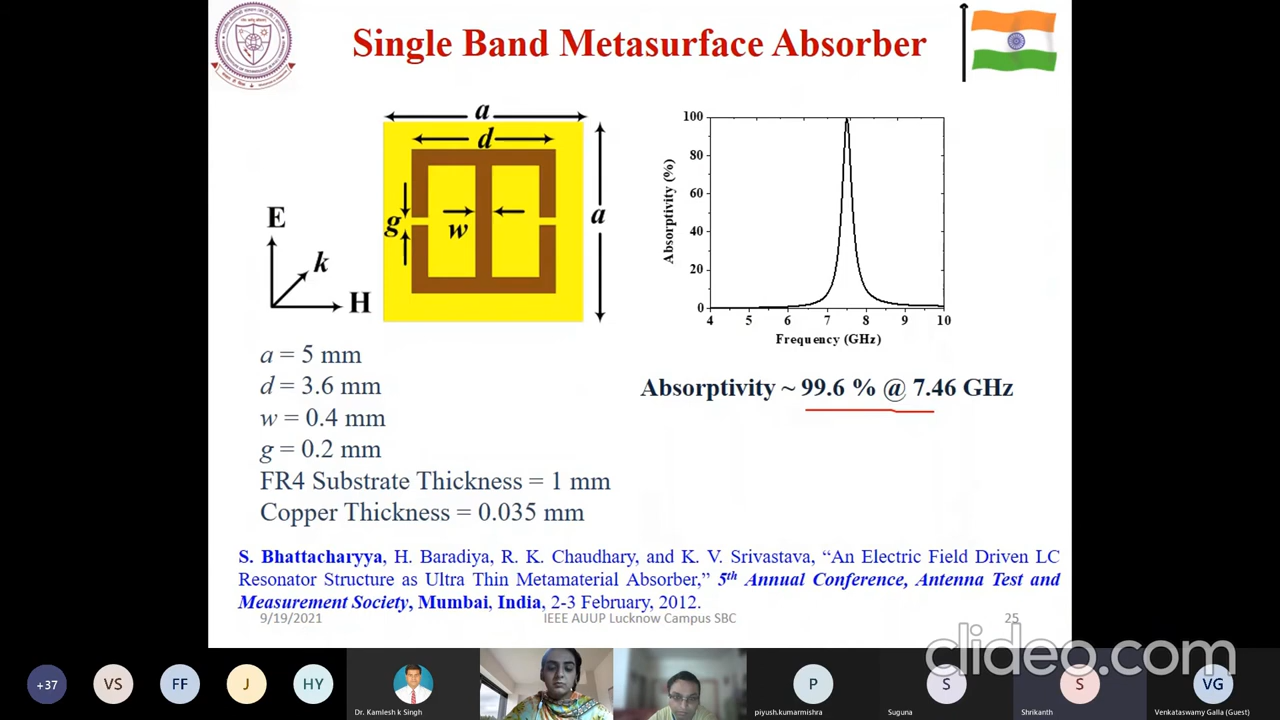 Single Band Metasurface Absorber
a
d
g
w
a
E
k
H
100
80
60
40
20
0
4 5 6 7 8 9 10
Absorptivity (%)
Frequency (GHz)
a = 5 mm
d = 3.6 mm
w = 0.4 mm
g = 0.2 mm
FR4 Substrate Thickness = 1 mm
Copper Thickness = 0.035 mm
Absorptivity ~ 99.6 % @ 7.46 GHz
S. Bhattacharyya, H. Baradiya, R. K. Chaudhary, and K. V. Srivastava, “An Electric Field Driven LC
Resonator Structure as Ultra Thin Metamaterial Absorber,” 5th Annual Conference, Antenna Test and
Measurement Society, Mumbai, India, 2-3 February, 2012.
9/19/2021 IEEE AUUP Lucknow Campus SBC 25
clideo.com
+37 VS FF J HY P S S VG
Dr. Kamlesh k Singh piyush.kumarmishra Suguna Shrikanth Venkataswamy Galla (Guest)